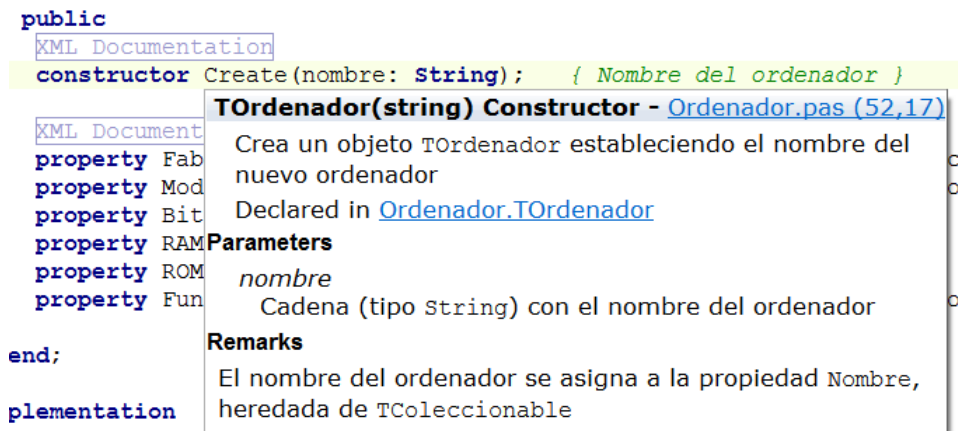 public
XML Documentation
constructor Create(nombre: String); { Nombre del ordenador }
TOrdenador(string) Constructor - Ordenador.pas (52,17)
XML Document
Crea un objeto TOrdenador estableciendo el nombre del
property Fab
nuevo ordenador
property Mod
property Bit
Declared in Ordenador.TOrdenador
property RAM
Parameters
property ROM
nombre
property Fun
Cadena (tipo String) con el nombre del ordenador
Remarks
end;
El nombre del ordenador se asigna a la propiedad Nombre,
plementation
heredada de TColeccionable